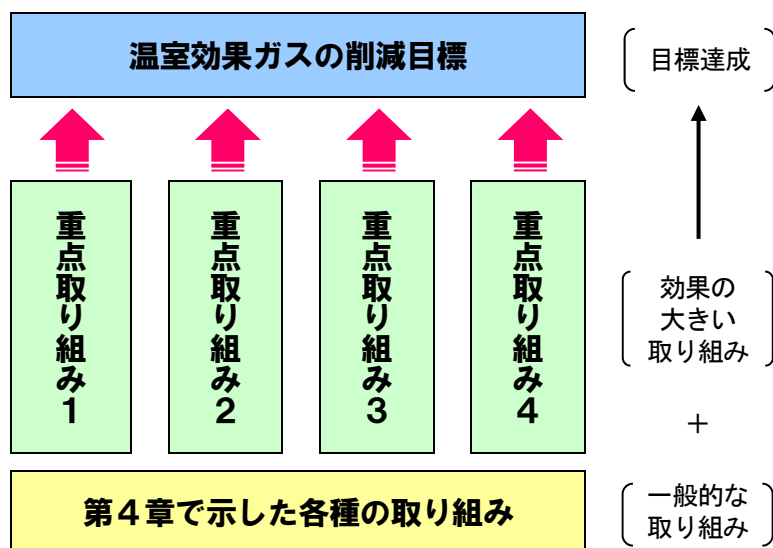 温室効果ガスの削減目標
目標達成
重点取り組み1
重点取り組み2
重点取り組み3
重点取り組み4
効果の
大きい
取り組み
+
第4章で示した各種の取り組み
一般的な
取り組み